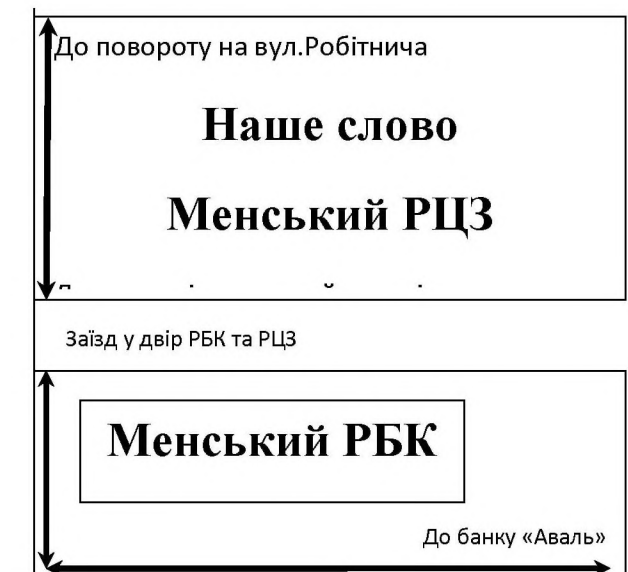 До повороту на вул.Робітнича
Наше слово
Менський РЦЗ
Заїзд у двір РБК та РЦЗ
Менський РБК
До банку «Аваль»